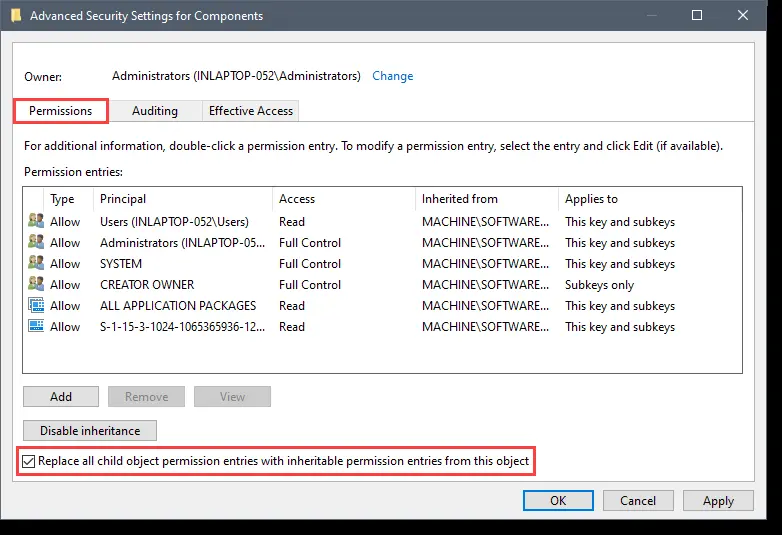 Advanced Security Settings for Components
Owner: Administrators (INLAPTOP-052\Administrators) Change
Permissions Auditing Effective Access
For additional information, double-click a permission entry. To modify a permission entry, select the entry and click Edit (if available).
Permission entries:
Type Principal Access Inherited from Applies to
Allow Users (INLAPTOP-052\Users) Read MACHINE\SOFTWARE... This key and subkeys
Allow Administrators (INLAPTOP-05... Full Control MACHINE\SOFTWARE... This key and subkeys
Allow SYSTEM Full Control MACHINE\SOFTWARE... This key and subkeys
Allow CREATOR OWNER Full Control MACHINE\SOFTWARE... Subkeys only
Allow ALL APPLICATION PACKAGES Read MACHINE\SOFTWARE... This key and subkeys
Allow S-1-15-3-1024-1065365936-12... Read MACHINE\SOFTWARE... This key and subkeys
Add Remove View
Disable inheritance
Replace all child object permission entries with inheritable permission entries from this object
OK Cancel Apply